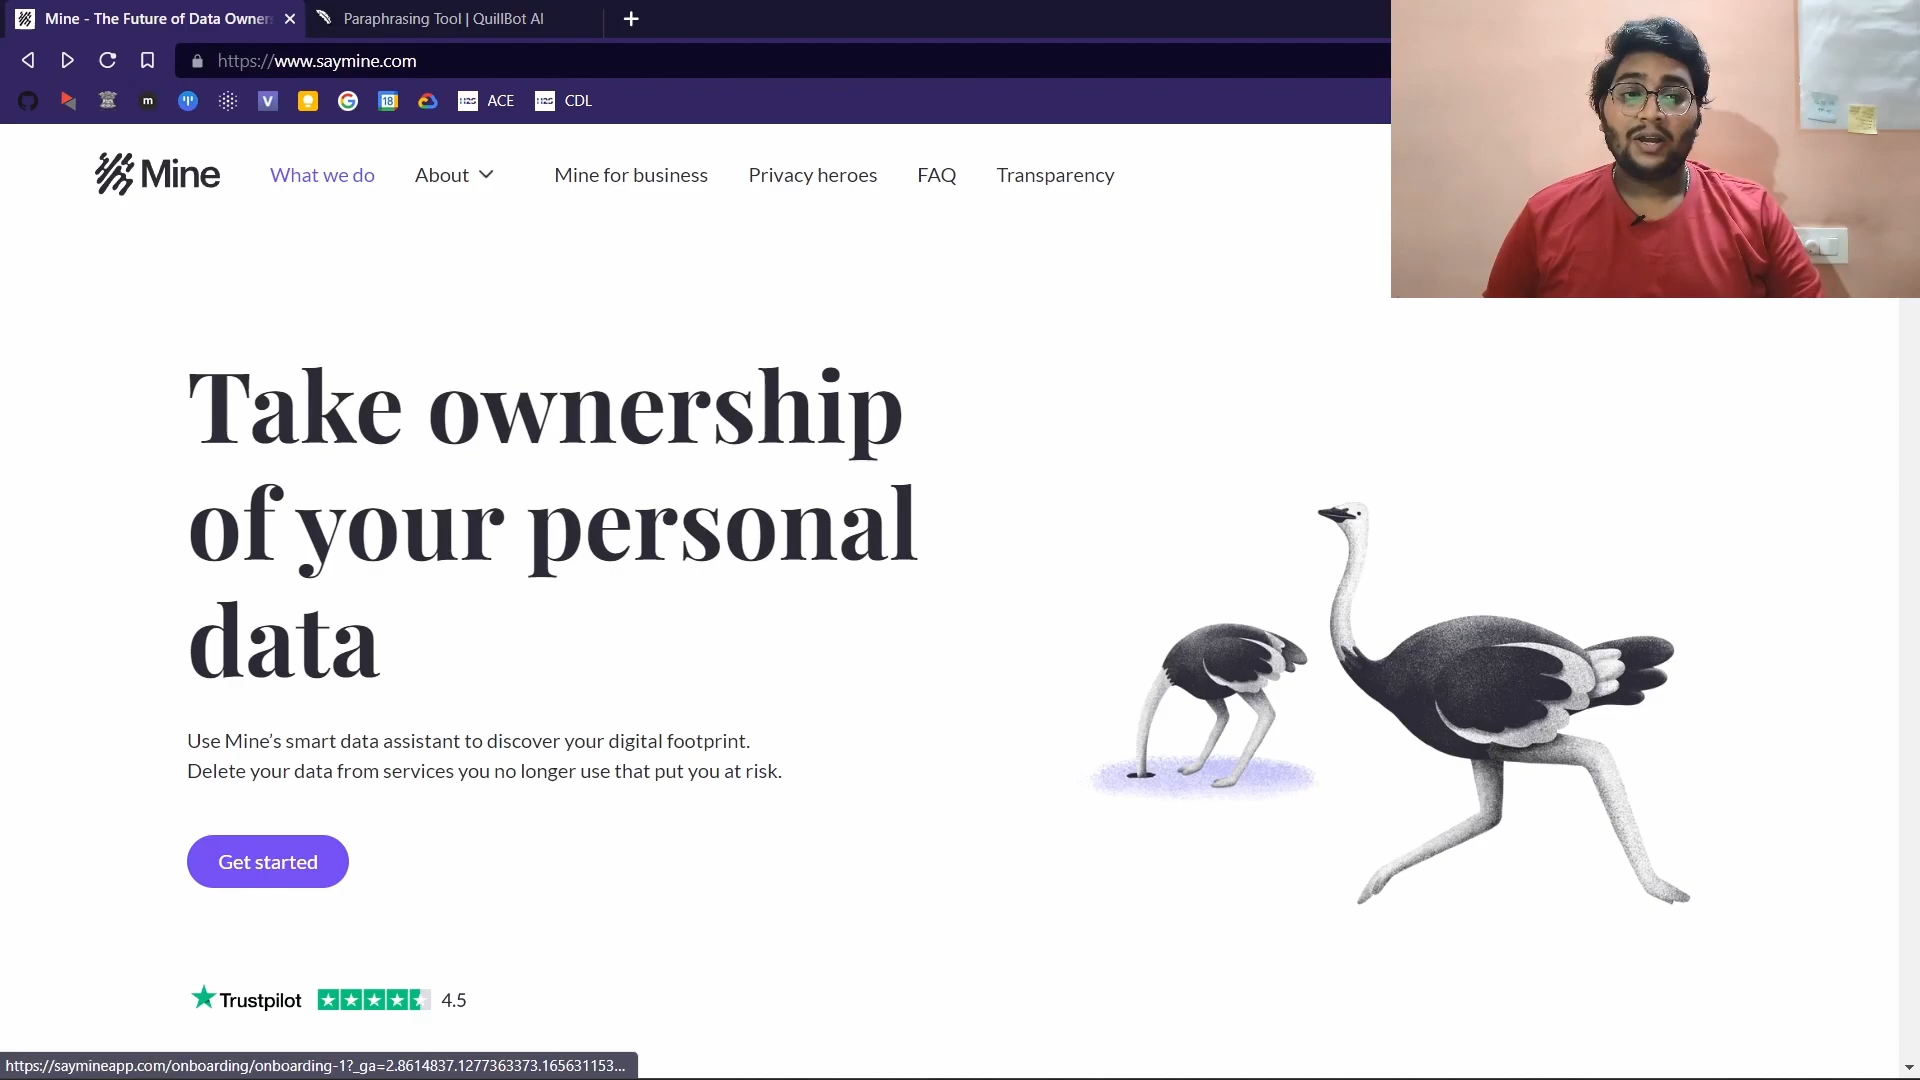 Mine - The Future of Data Owner
Paraphrasing Tool | QuillBot AI
https://www.saymine.com
m
V
G
18
H2S ACE
H2S CDL
Mine
What we do
About
Mine for business
Privacy heroes
FAQ
Transparency
Take ownership
of your personal
data
Use Mine’s smart data assistant to discover your digital footprint.
Delete your data from services you no longer use that put you at risk.
Get started
Trustpilot
4.5
https://saymineapp.com/onboarding/onboarding-1?_ga=2.8614837.1277363373.165631153...